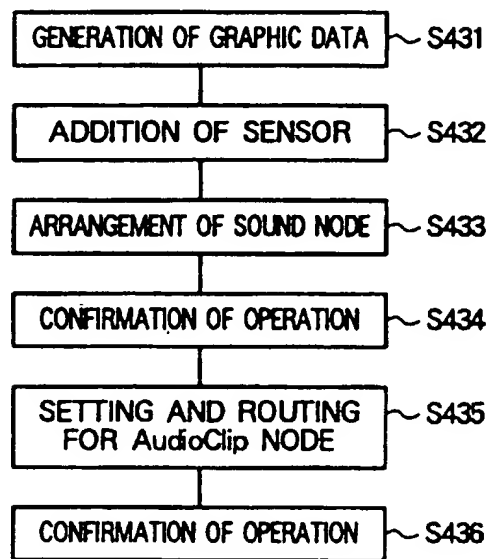 GENERATION OF GRAPHIC DATA S431
ADDITION OF SENSOR S432
ARRANGEMENT OF SOUND NODE S433
CONFIRMATION OF OPERATION S434
SETTING AND ROUTING
FOR AudioClip NODE S435
CONFIRMATION OF OPERATION S436